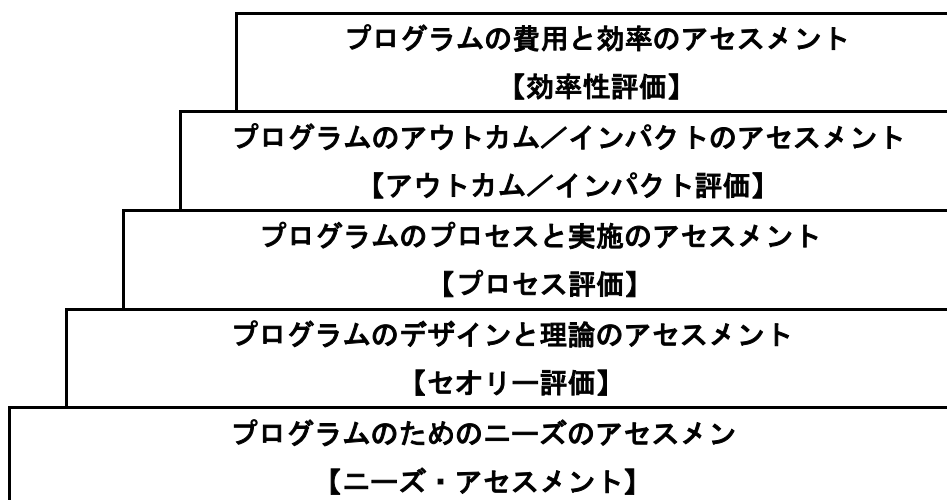 プログラムの費用と効率のアセスメント
【効率性評価】
プログラムのアウトカム／インパクトのアセスメント
【アウトカム／インパクト評価】
プログラムのプロセスと実施のアセスメント
【プロセス評価】
プログラムのデザインと理論のアセスメント
【セオリー評価】
プログラムのためのニーズのアセスメン
【ニーズ・アセスメント】